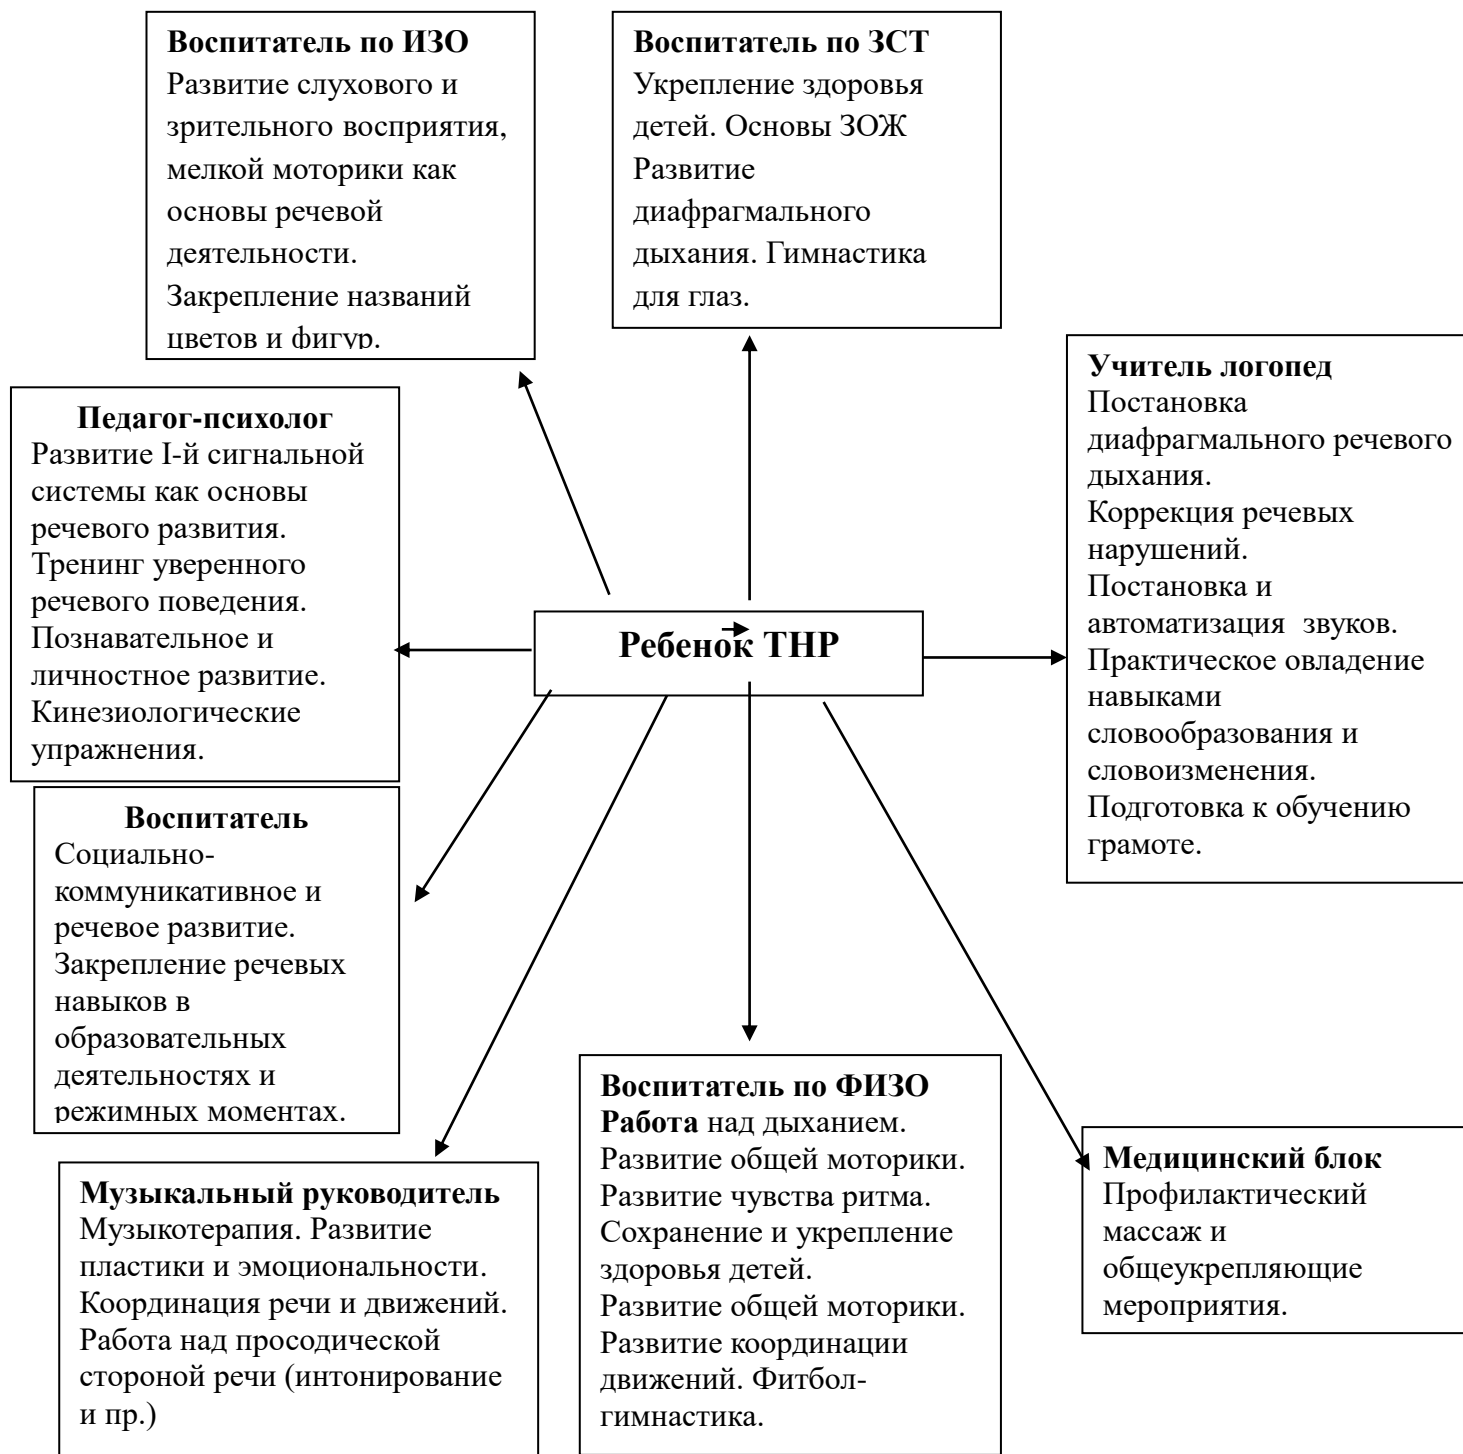 Воспитатель по ИЗО
Развитие слухового и
зрительного восприятия,
мелкой моторики как
основы речевой
деятельности.
Закрепление названий
цветов и фигур.
Воспитатель по ЗСТ
Укрепление здоровья
детей. Основы ЗОЖ
Развитие
диафрагмального
дыхания. Гимнастика
для глаз.
Педагог-психолог
Развитие I-й сигнальной
системы как основы
речевого развития.
Тренинг уверенного
речевого поведения.
Познавательное и
личностное развитие.
Кинезиологические
упражнения.
Ребенок ТНР
Учитель логопед
Постановка
диафрагмального речевого
дыхания.
Коррекция речевых
нарушений.
Постановка и
автоматизация  звуков.
Практическое овладение
навыками
словообразования и
словоизменения.
Подготовка к обучению
грамоте.
Воспитатель
Социально-
коммуникативное и
речевое развитие.
Закрепление речевых
навыков в
образовательных
деятельностях и
режимных моментах.
Музыкальный руководитель
Музыкотерапия. Развитие
пластики и эмоциональности.
Координация речи и движений.
Работа над просодической
стороной речи (интонирование
и пр.)
Воспитатель по ФИЗО
Работа над дыханием.
Развитие общей моторики.
Развитие чувства ритма.
Сохранение и укрепление
здоровья детей.
Развитие общей моторики.
Развитие координации
движений. Фитбол-
гимнастика.
Медицинский блок
Профилактический
массаж и
общеукрепляющие
мероприятия.